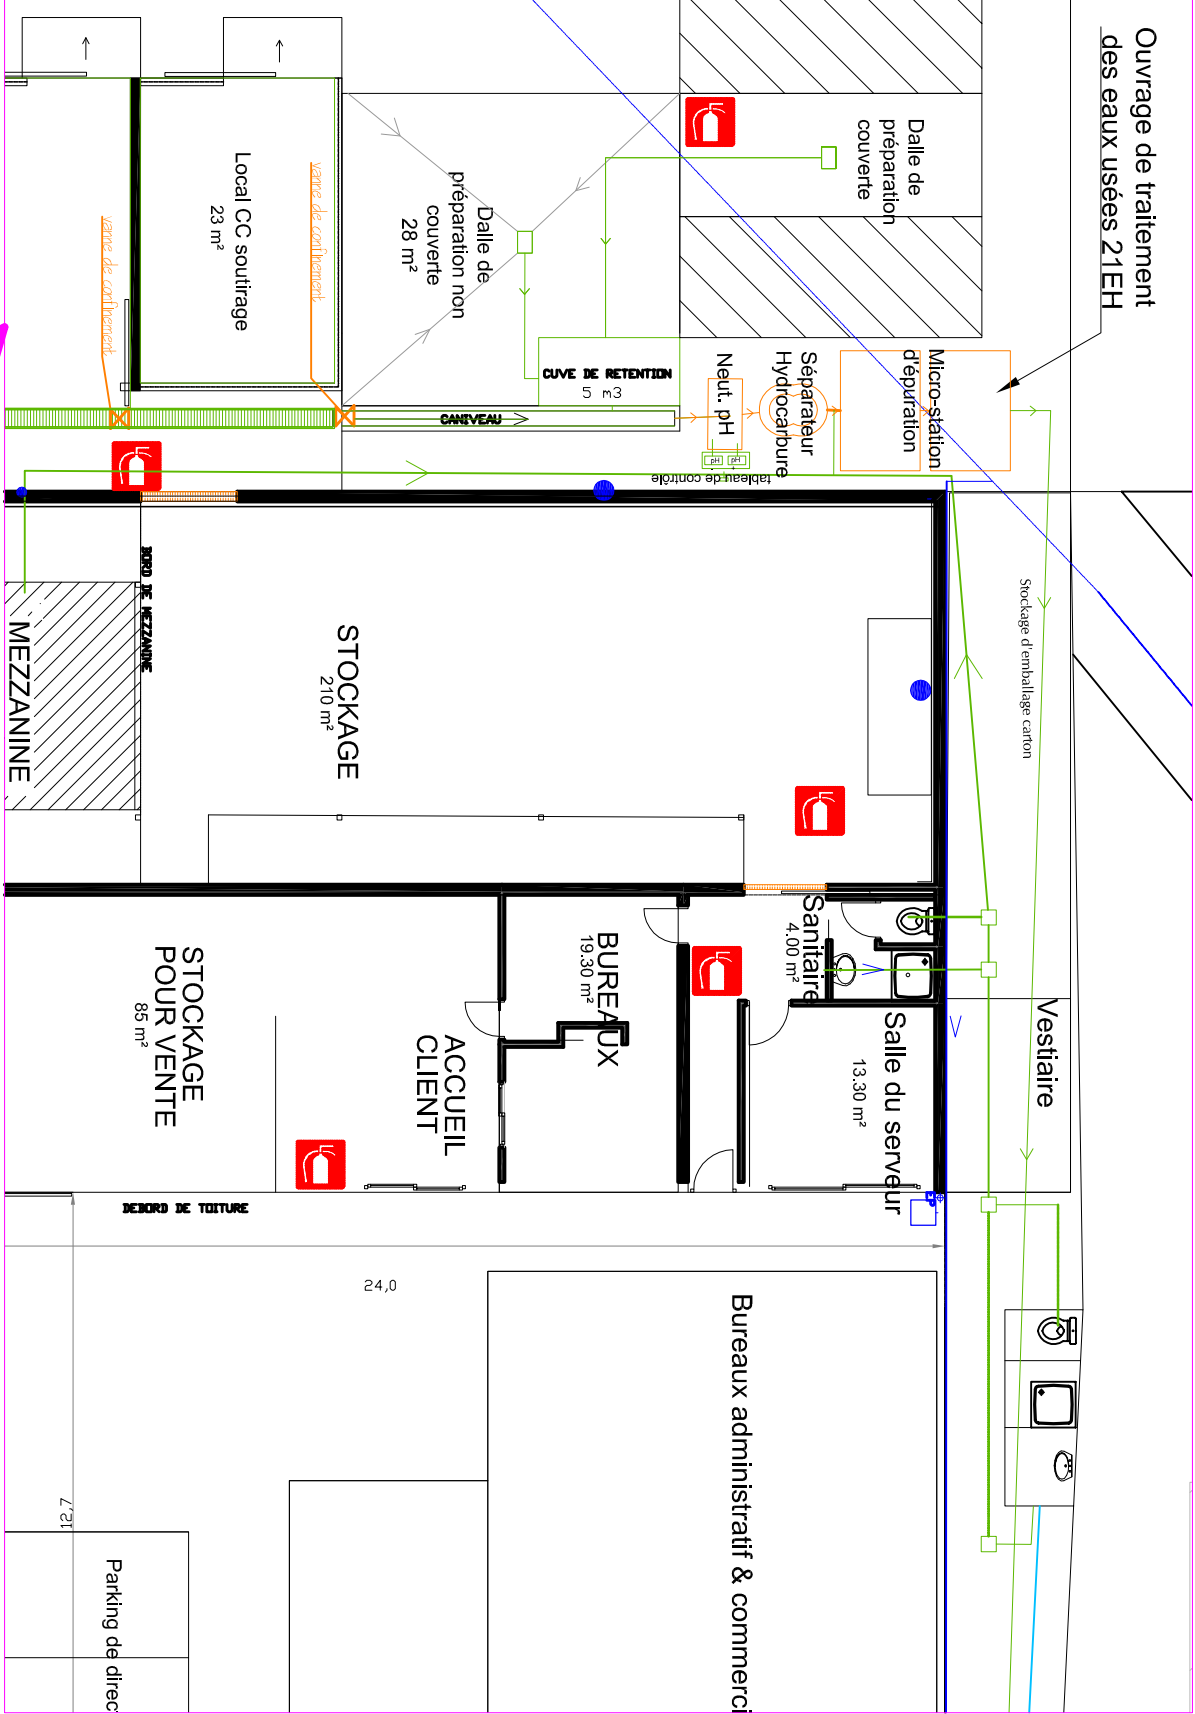 Ouvrage de traitement
des eaux usées 21EH
Dalle de
préparation
couverte
Dalle de
préparation non
couverte
28 m²
Local CC soutirage
23 m²
vanne de confinement
vanne de confinement
CUVE DE RETENTION
5 m3
CANIVEAU
Neut. pH
Séparateur
Hydrocarbure
Micro-station
d'épuration
pH
pH
tableau de contrôle
Stockage d'emballage carton
BORD DE MEZZANINE
MEZZANINE
STOCKAGE
210 m²
Sanitaire
4.00 m²
BUREAUX
19.30 m²
Salle du serveur
13.30 m²
Vestiaire
ACCUEIL
CLIENT
STOCKAGE
POUR VENTE
85 m²
DEBORD DE TOITURE
24,0
12,7
Bureaux administratif & commerci
Parking de direc